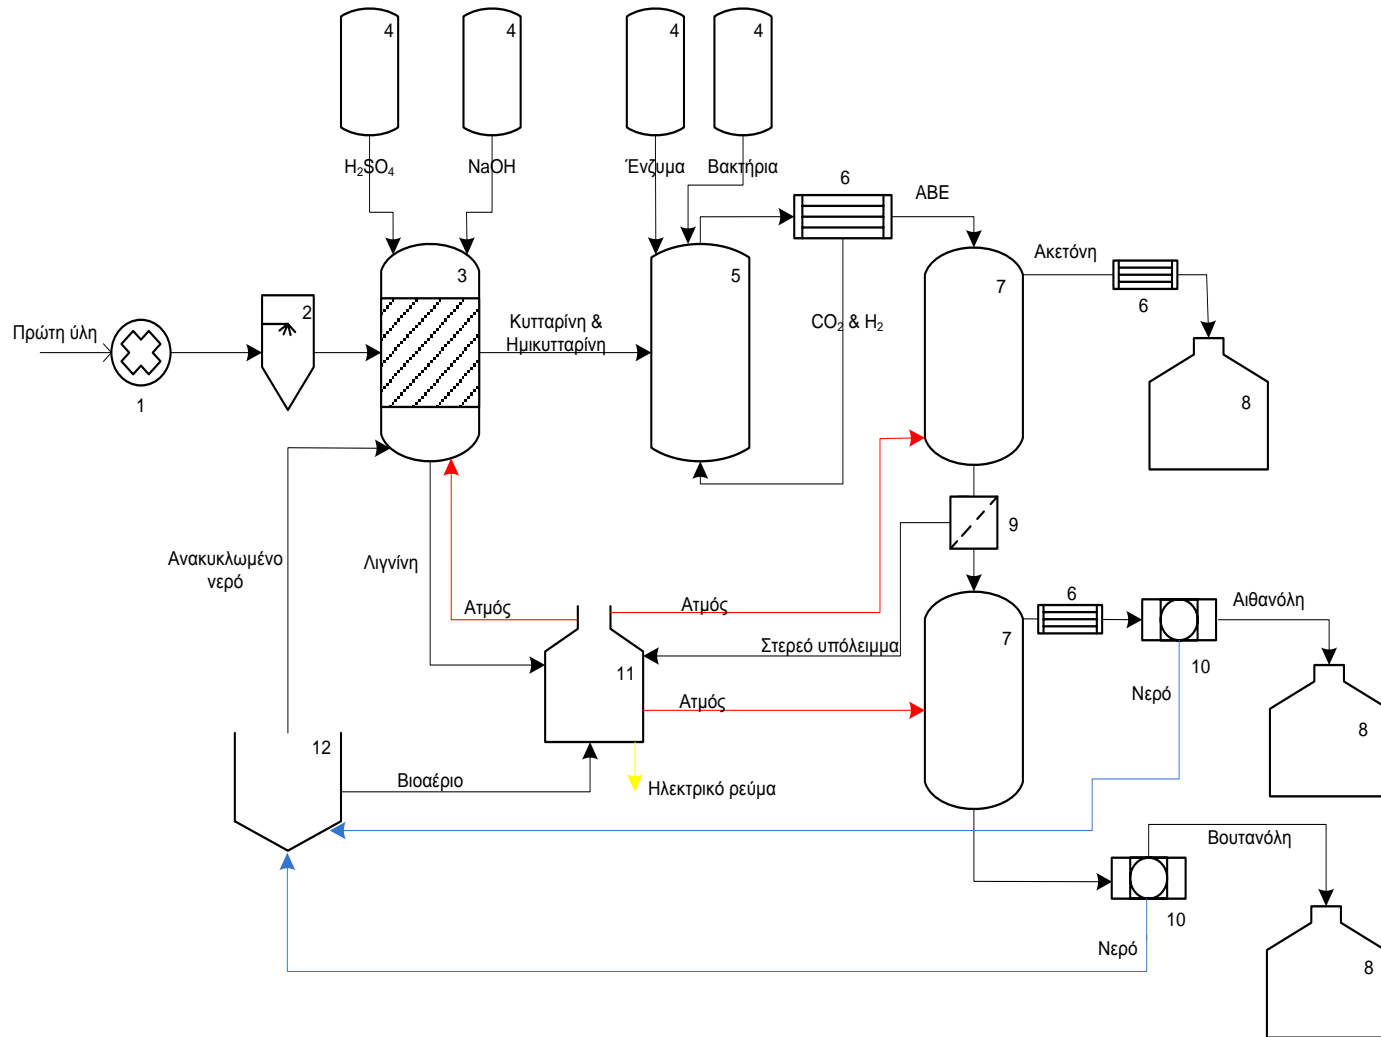 4
4
4
4
H₂SO₄
NaOH
Ένζυμα
Βακτήρια
6
ABE
Ακετόνη
3
5
7
6
2
Πρώτη ύλη
Κυτταρίνη &
Ημικυτταρίνη
CO₂ & H₂
1
8
9
Ανακυκλωμένο
νερό
Λιγνίνη
Ατμός
Ατμός
6
Αιθανόλη
7
Στερεό υπόλειμμα
11
10
Νερό
Ατμός
12
8
Βιοαέριο
Ηλεκτρικό ρεύμα
Βουτανόλη
10
Νερό
8